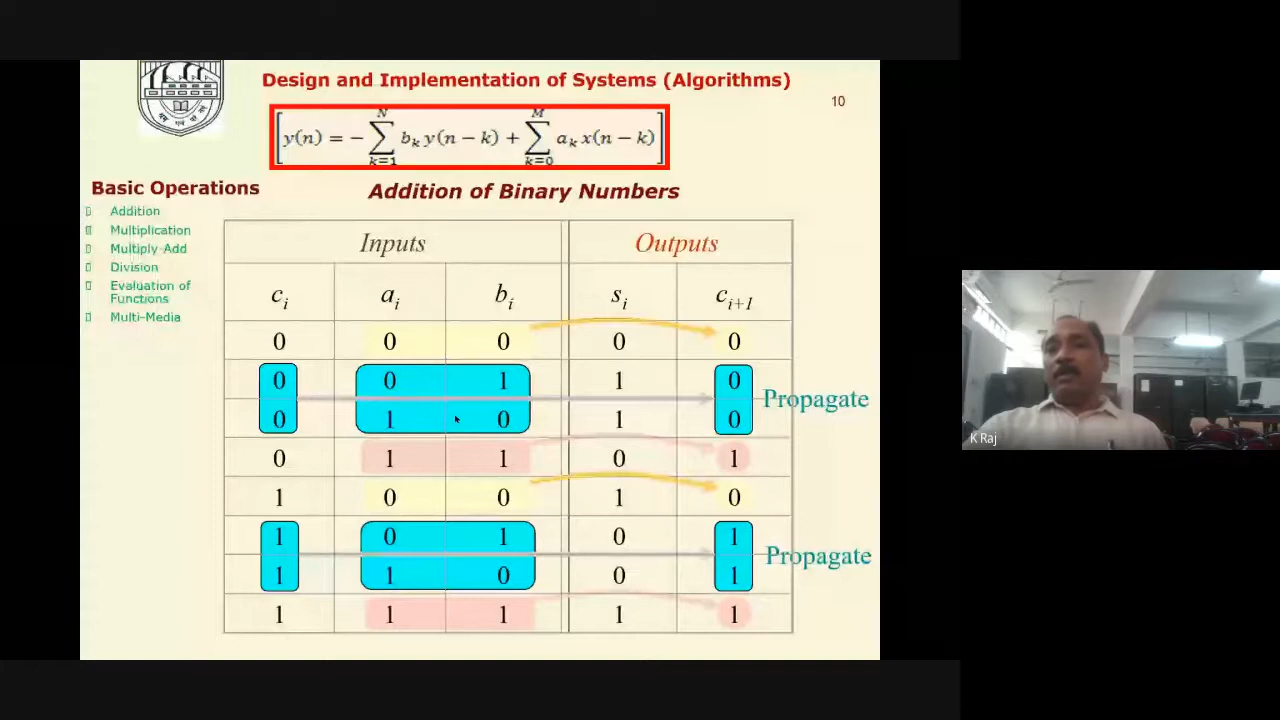 Design and Implementation of Systems (Algorithms)
10
y(n) = − N ∑ k=1 b_k y(n − k) + M ∑ k=0 a_k x(n − k)
Basic Operations
Addition of Binary Numbers
Addition
Multiplication
Multiply-Add
Division
Evaluation of
Functions
Multi-Media
Inputs Outputs
c_i a_i b_i s_i c_i+1
0 0 0 0 0
0 0 1 1 0
Propagate
0 1 0 1 0
0 1 1 0 1
1 0 0 1 0
1 0 1 0 1
Propagate
1 1 0 0 1
1 1 1 1 1
K Raj